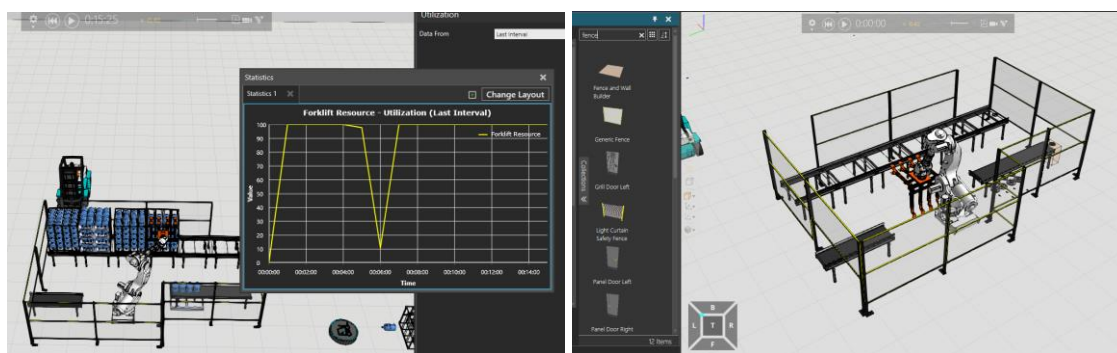 0:15:25
Utilization
Data From
Last Interval
Statistics
Statistics 1
Change Layout
Forklift Resource - Utilization (Last Interval)
Forklift Resource
100
90
80
70
60
50
40
30
20
10
0
Value
00:00:00 00:02:00 00:04:00 00:06:00 00:08:00 00:10:00 00:12:00 00:14:00
Time
fence
Fence and Wall
Builder
Generic Fence
Grill Door Left
Light Curtain
Safety Fence
Panel Door Left
Panel Door Right
12 Items
Collections
0:00:00
B
L T R
F